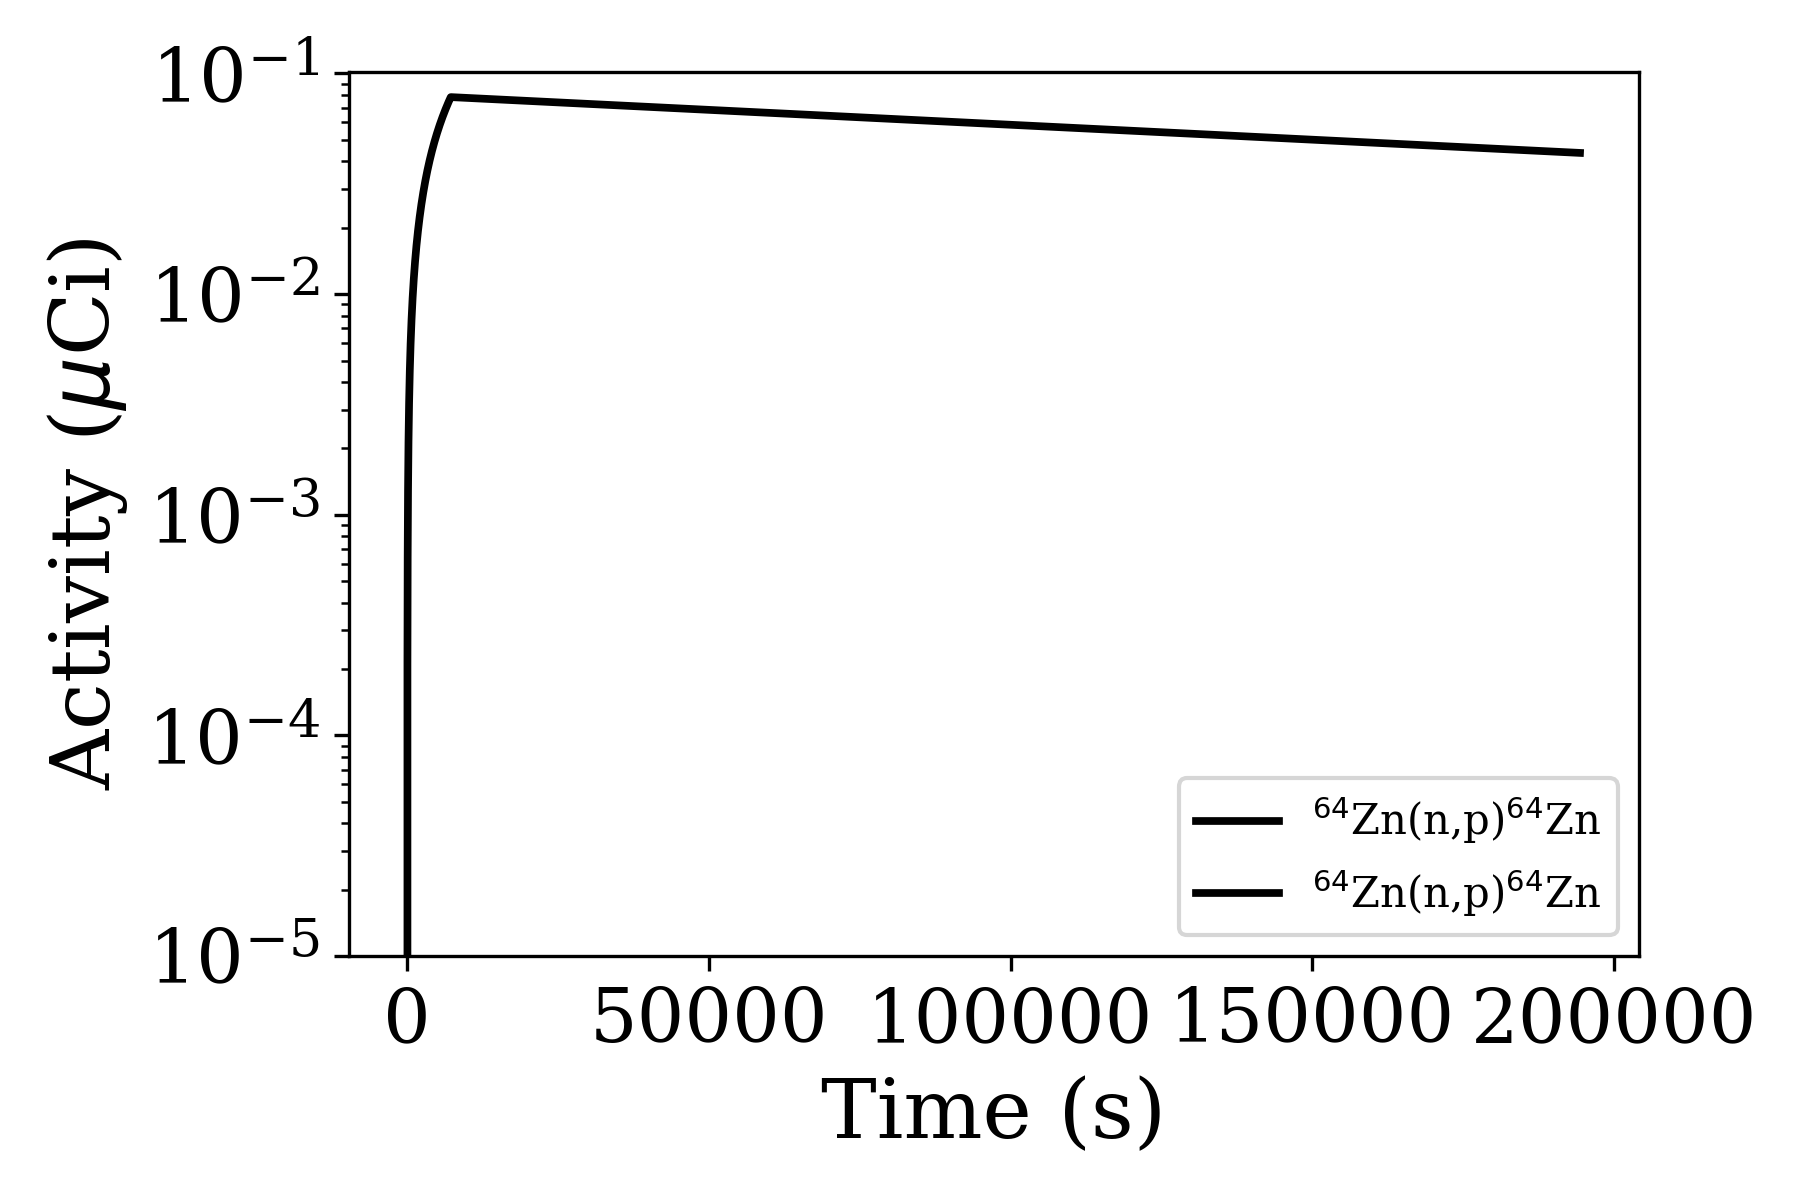 Activity (μCi)
10⁻¹
10⁻²
10⁻³
10⁻⁴
10⁻⁵
⁶⁴Zn(n,p)⁶⁴Zn
⁶⁴Zn(n,p)⁶⁴Zn
0 50000 100000 150000 200000
Time (s)